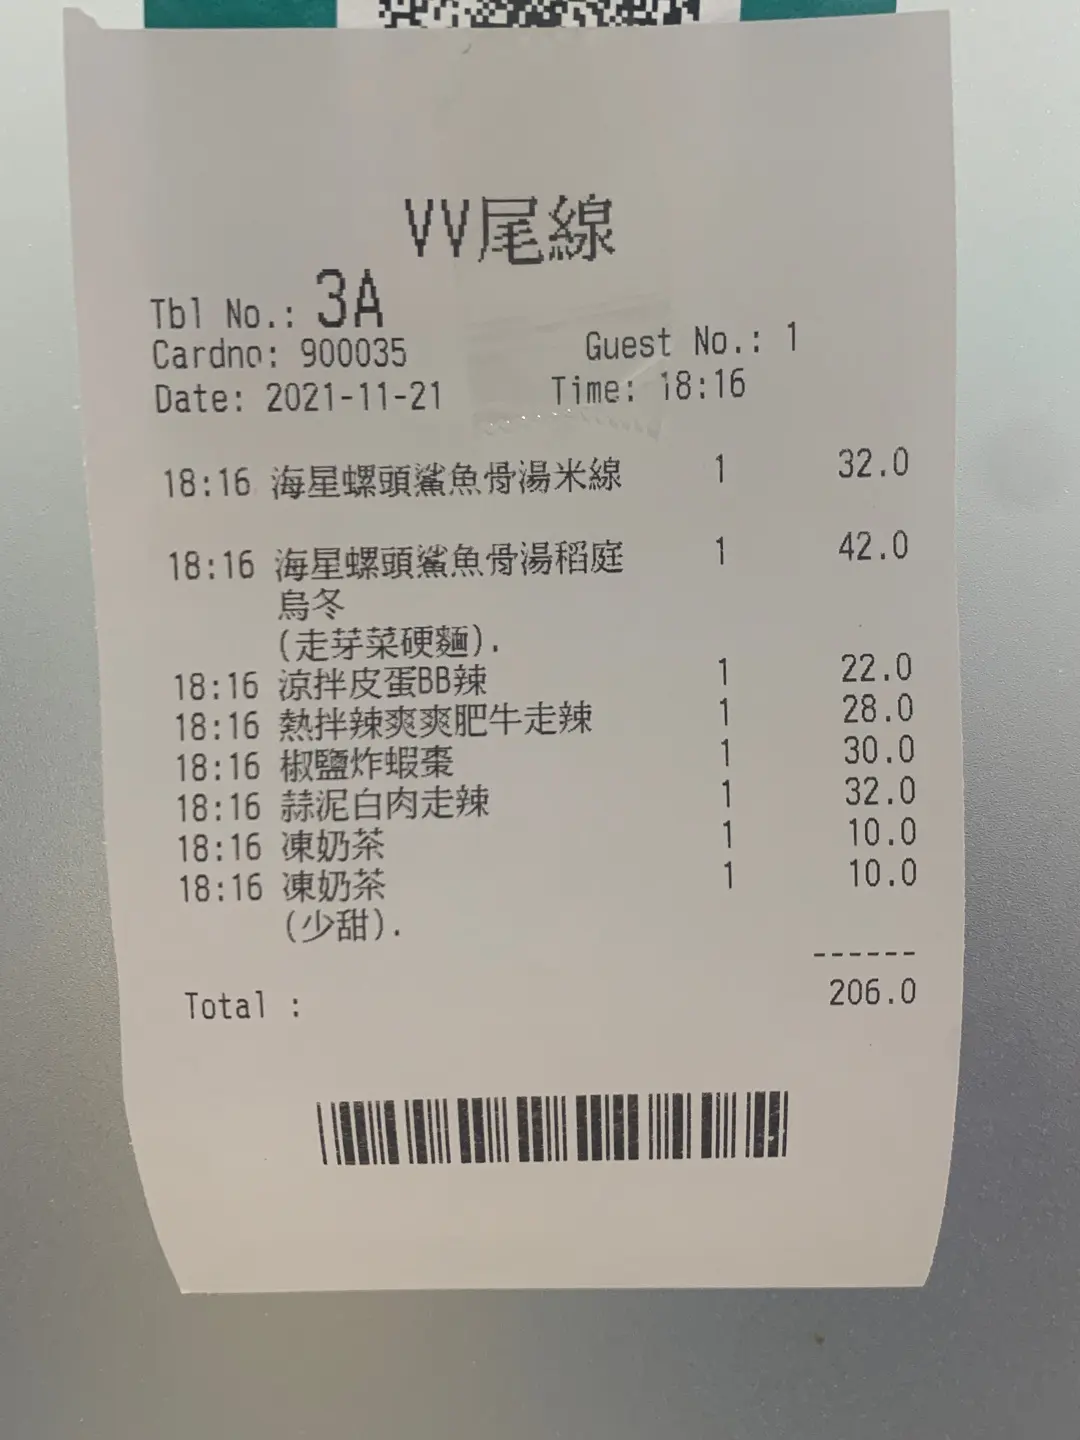 VV尾線
Tbl No.: 3A
Cardno: 900035 Guest No.: 1
Date: 2021-11-21 Time: 18:16
18:16 海星螺頭鯊魚骨湯米線 1 32.0
18:16 海星螺頭鯊魚骨湯稻庭 1 42.0
烏冬
(走芽菜硬麵).
18:16 涼拌皮蛋BB辣 1 22.0
18:16 熱拌辣爽爽肥牛走辣 1 28.0
18:16 椒鹽炸蝦棗 1 30.0
18:16 蒜泥白肉走辣 1 32.0
18:16 凍奶茶 1 10.0
18:16 凍奶茶 1 10.0
(少甜).
------
Total : 206.0